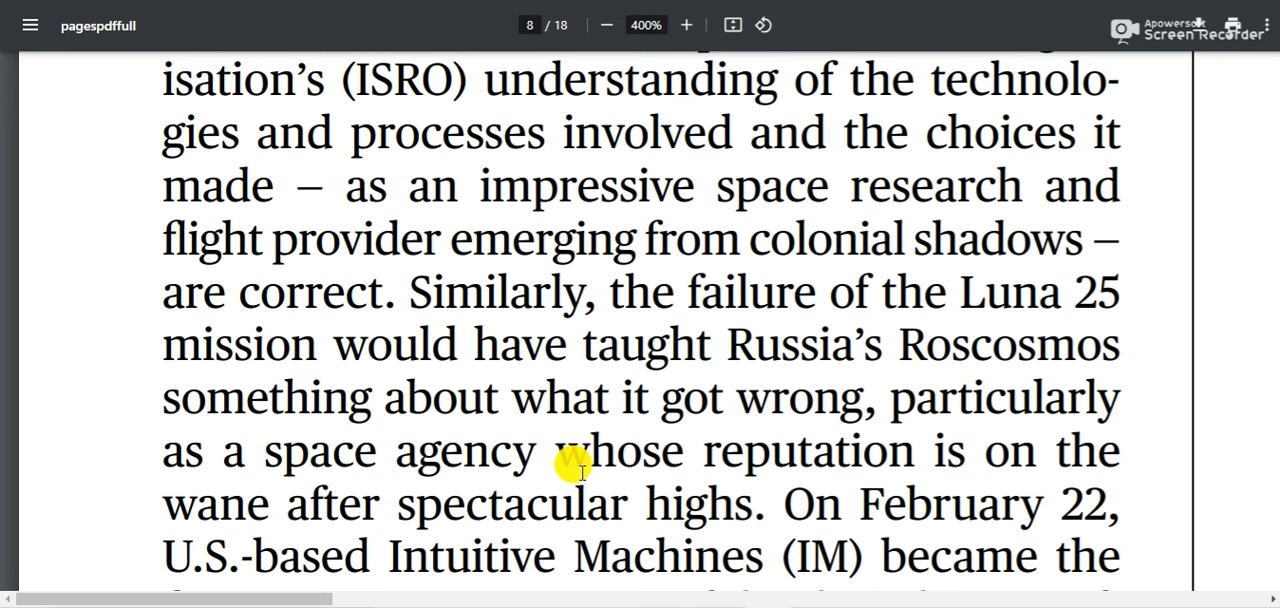 pagespdffull
8 / 18
400%
Apowersoft
Screen Recorder
isation’s (ISRO) understanding of the technolo-
gies and processes involved and the choices it
made – as an impressive space research and
flight provider emerging from colonial shadows –
are correct. Similarly, the failure of the Luna 25
mission would have taught Russia’s Roscosmos
something about what it got wrong, particularly
as a space agency whose reputation is on the
wane after spectacular highs. On February 22,
U.S.-based Intuitive Machines (IM) became the